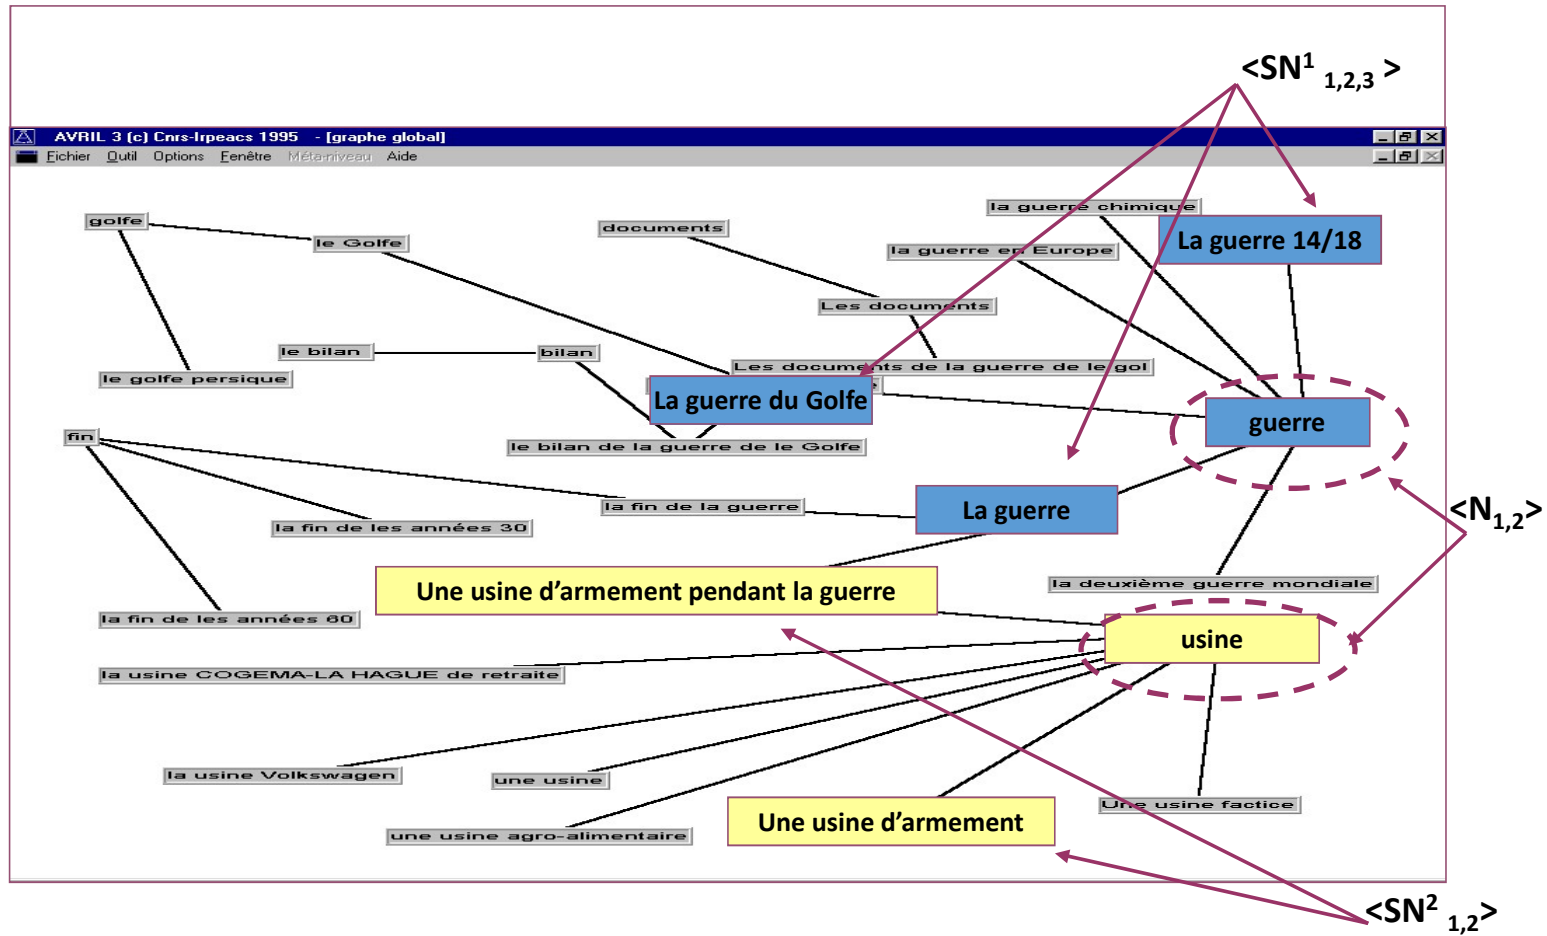 <SN¹ 1,2,3 >
AVRIL 3 (c) Cnrs-Irpeacs 1995 - [graphe global]
Fichier Outil Options Fenêtre Méta-niveau Aide
la guerre chimique
golfe
documents
le Golfe
La guerre 14/18
la guerre en Europe
Les documents
le bilan
bilan
le golfe persique
Les documents de la guerre de le gol
La guerre du Golfe
guerre
fin
le bilan de la guerre de le Golfe
la fin de la guerre
La guerre
<N1,2>
la fin de les années 30
Une usine d’armement pendant la guerre
la deuxième guerre mondiale
la fin de les années 60
usine
la usine COGEMA-LA HAGUE de retraite
la usine Volkswagen
une usine
Une usine factice
Une usine d’armement
une usine agro-alimentaire
<SN² 1,2>